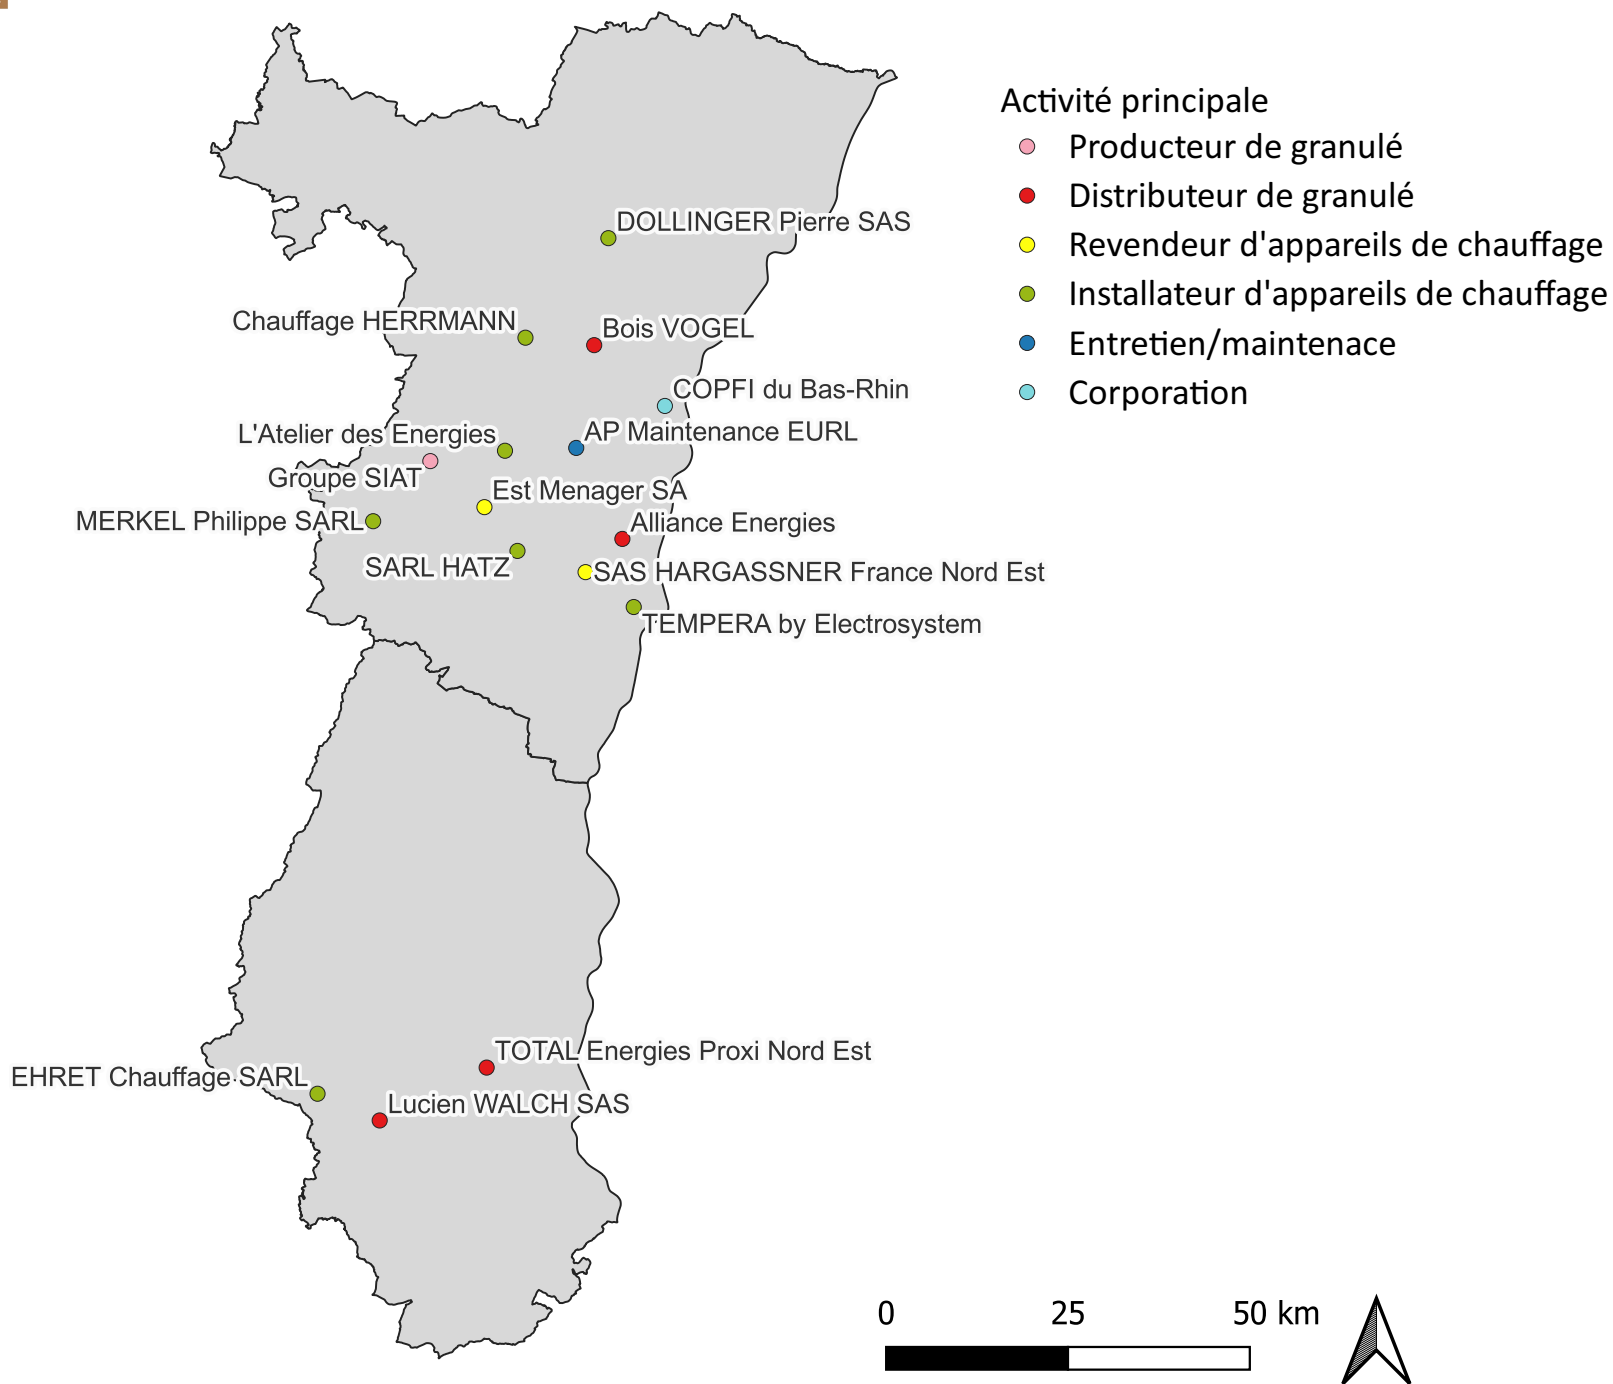 Activité principale
Producteur de granulé
Distributeur de granulé
Revendeur d'appareils de chauffage
Installateur d'appareils de chauffage
Entretien/maintenace
Corporation
DOLLINGER Pierre SAS
Chauffage HERRMANN
Bois VOGEL
COPFI du Bas-Rhin
L'Atelier des Energies
AP Maintenance EURL
Groupe SIAT
Est Menager SA
MERKEL Philippe SARL
Alliance Energies
SARL HATZ
SAS HARGASSNER France Nord Est
TEMPERA by Electrosystem
TOTAL Energies Proxi Nord Est
EHRET Chauffage SARL
Lucien WALCH SAS
0 25 50 km